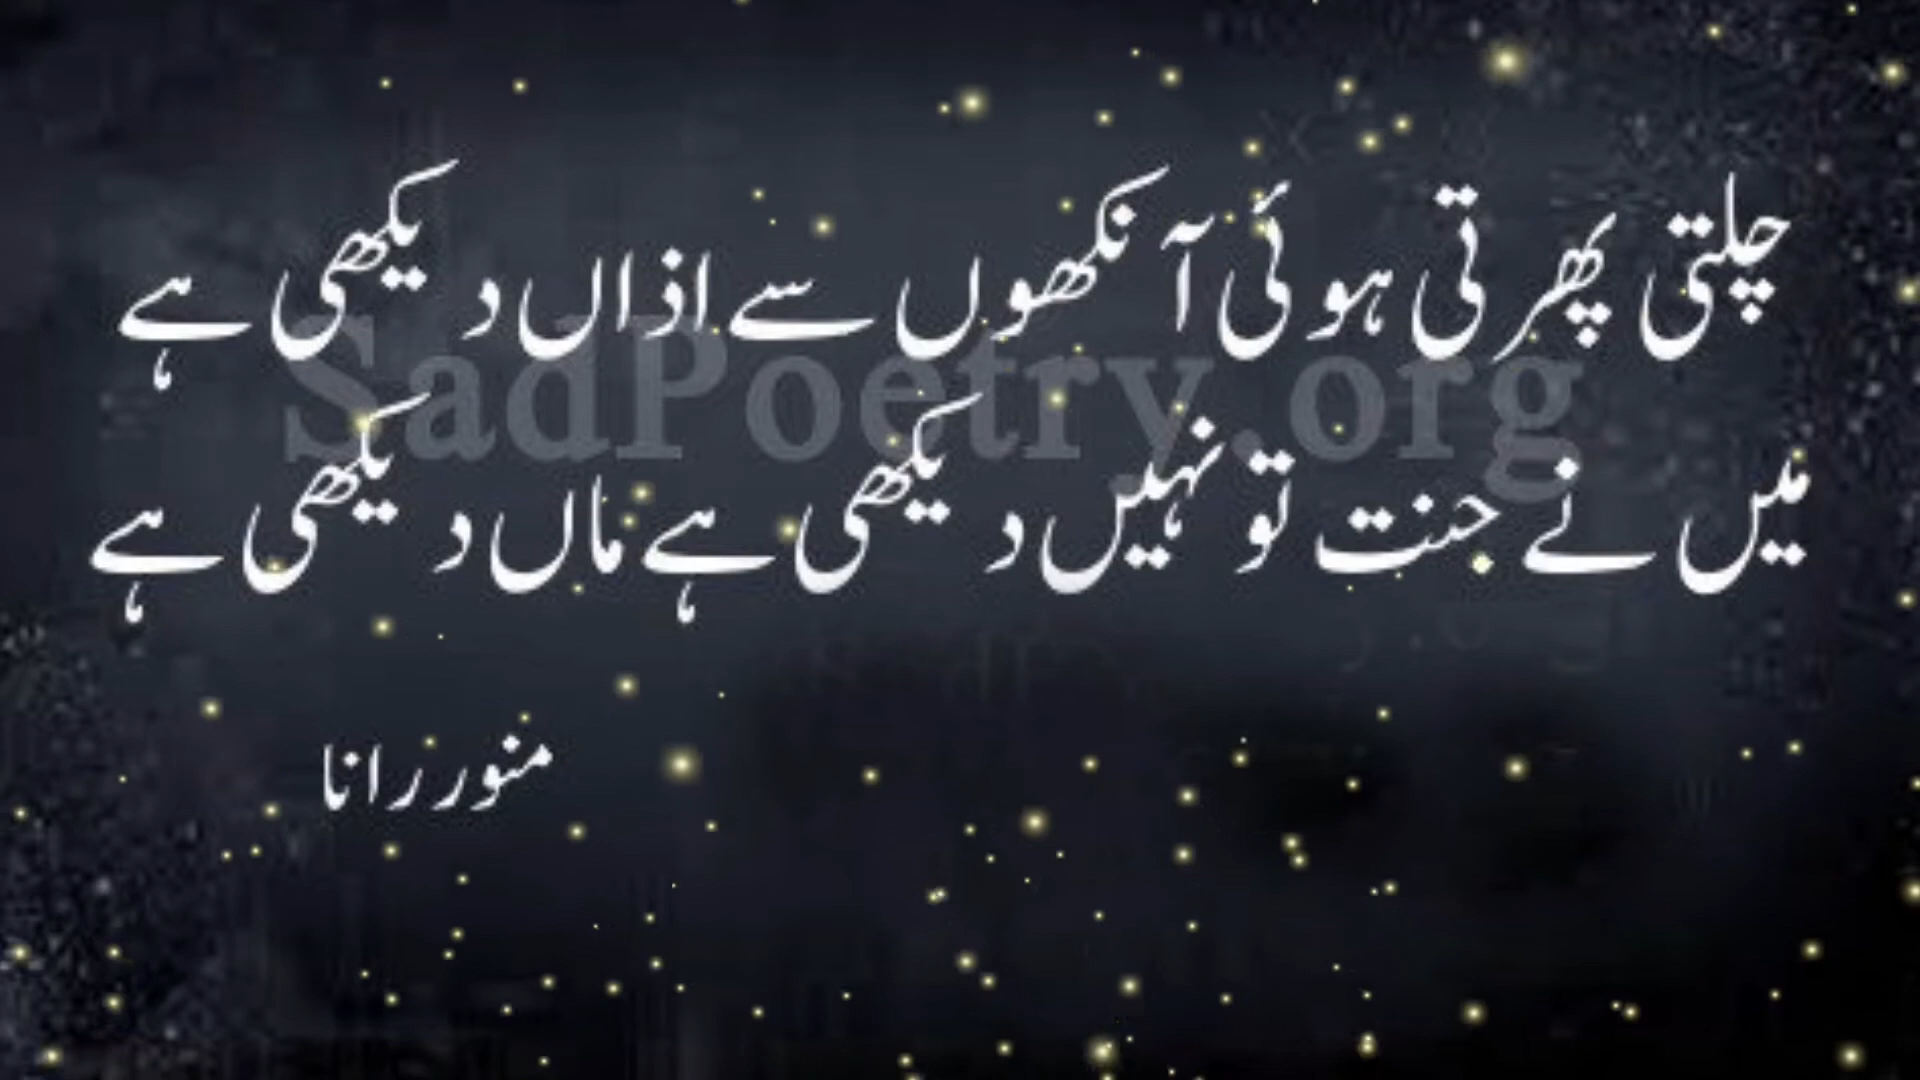 چلتی پھرتی ہوئی آنکھوں سے اذاں دیکھی ہے
SadPoetry.org
میں نے جنت تو نہیں دیکھی ہے ماں دیکھی ہے
منور رانا